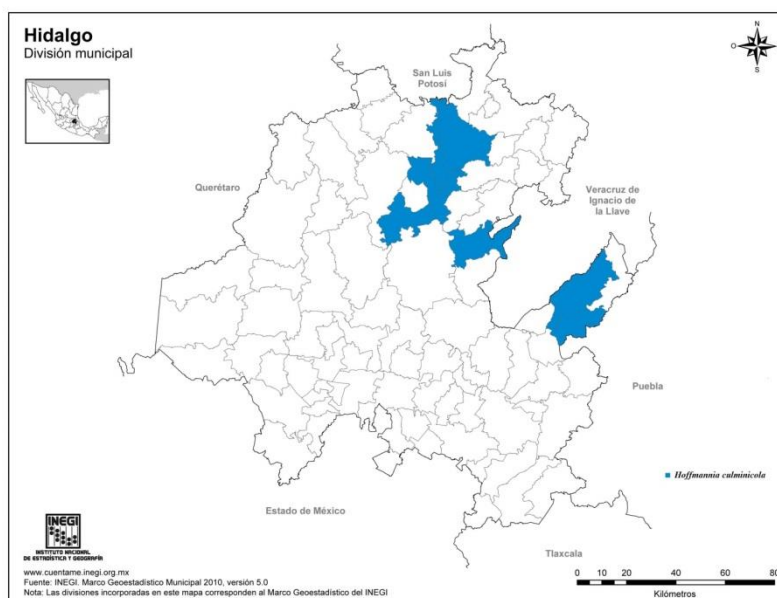 Hidalgo
División municipal
N
O
E
S
San Luis
Potosí
Querétaro
Veracruz de
Ignacio de
la Llave
Puebla
Hoffmannia culminicola
Estado de México
Tlaxcala
INEGI
INSTITUTO NACIONAL
DE ESTADÍSTICA Y GEOGRAFÍA
www.cuentame.inegi.org.mx
Fuente: INEGI. Marco Geoestadístico Municipal 2010, versión 5.0
Nota: Las divisiones incorporadas en este mapa corresponden al Marco Geoestadístico del INEGI
0 20 40 60 80
Kilómetros